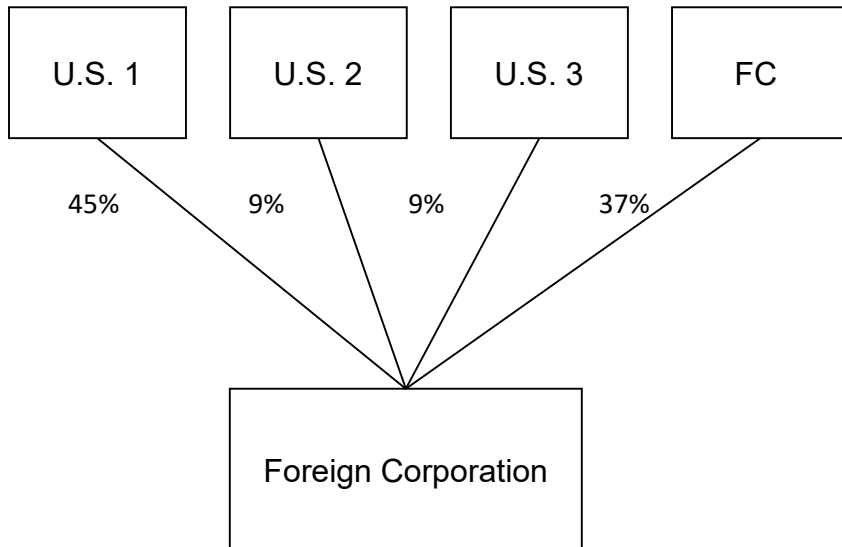 U.S. 1
U.S. 2
U.S. 3
FC
45%
9%
9%
37%
Foreign Corporation